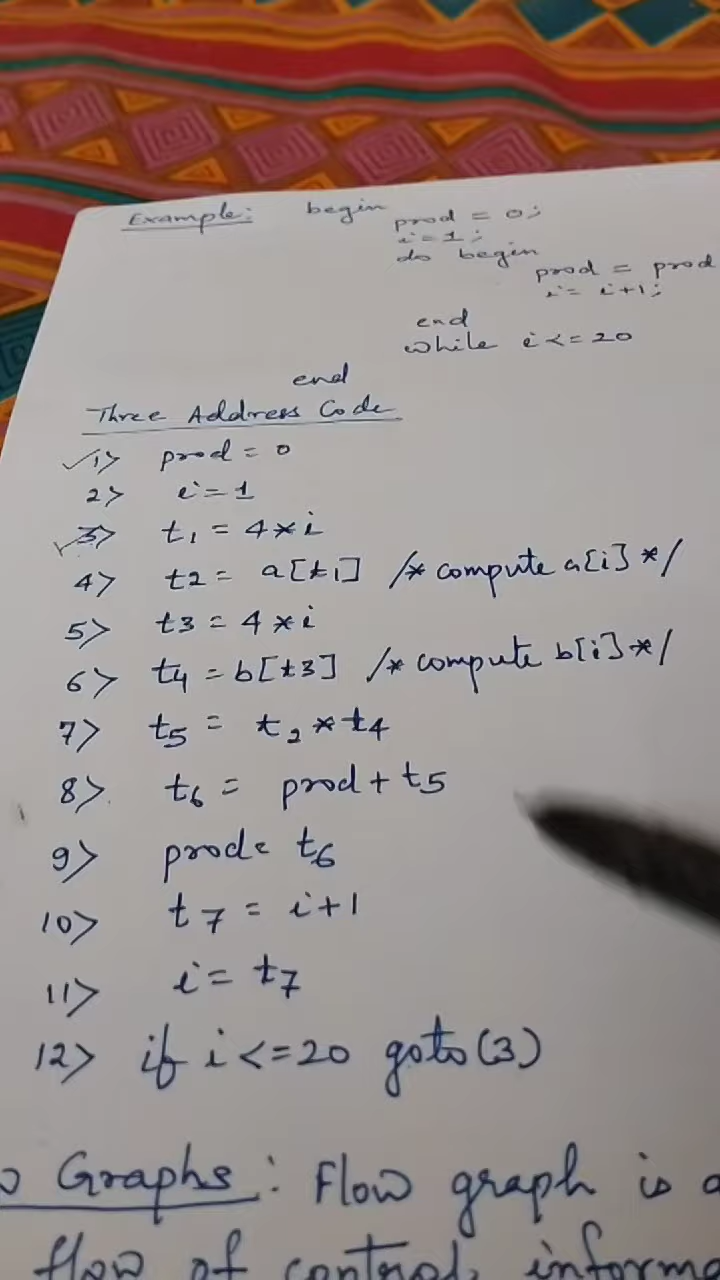 Example: begin
prod = 0;
i=1;
do begin
prod = prod
i= i+1;
end
while i<=20
end
Three Address Code
✓1> prod = 0
2> i=1
✓3> t1 = 4*i
4> t2= a[t1] /* compute a[i] */
5> t3 = 4*i
6> t4 = b[t3] /* compute b[i] */
7> t5 = t2 * t4
8> t6 = prod + t5
9> prod= t6
10> t7 = i+1
11> i= t7
12> if i<=20 goto(3)
Graphs: Flow graph is a
flow of control